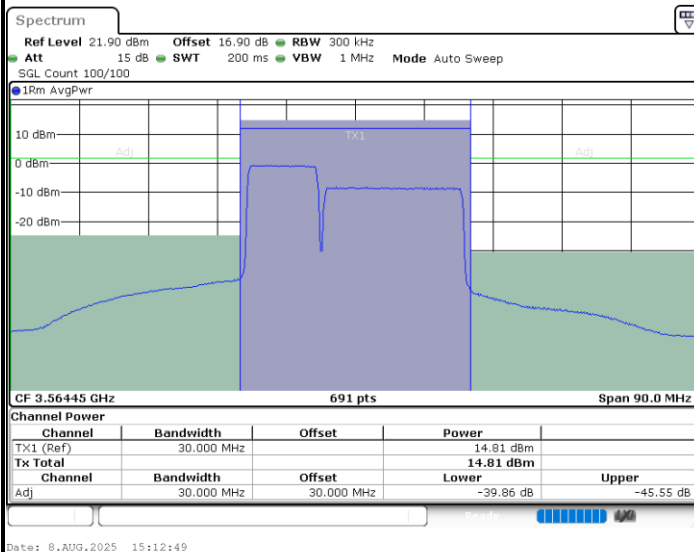 Spectrum
Ref Level 21.90 dBm Offset 16.90 dB RBW 300 kHz
Att 15 dB SWT 200 ms VBW 1 MHz Mode Auto Sweep
SGL Count 100/100
1Rm AvgPwr
10 dBm
TX1
Adj Adj
0 dBm
-10 dBm
-20 dBm
CF 3.56445 GHz 691 pts Span 90.0 MHz
Channel Power
Channel Bandwidth Offset Power
TX1 (Ref) 30.000 MHz 14.81 dBm
Tx Total 14.81 dBm
Channel Bandwidth Offset Lower Upper
Adj 30.000 MHz 30.000 MHz -39.86 dB -45.55 dB
Ready
Date: 8.AUG.2025 15:12:49